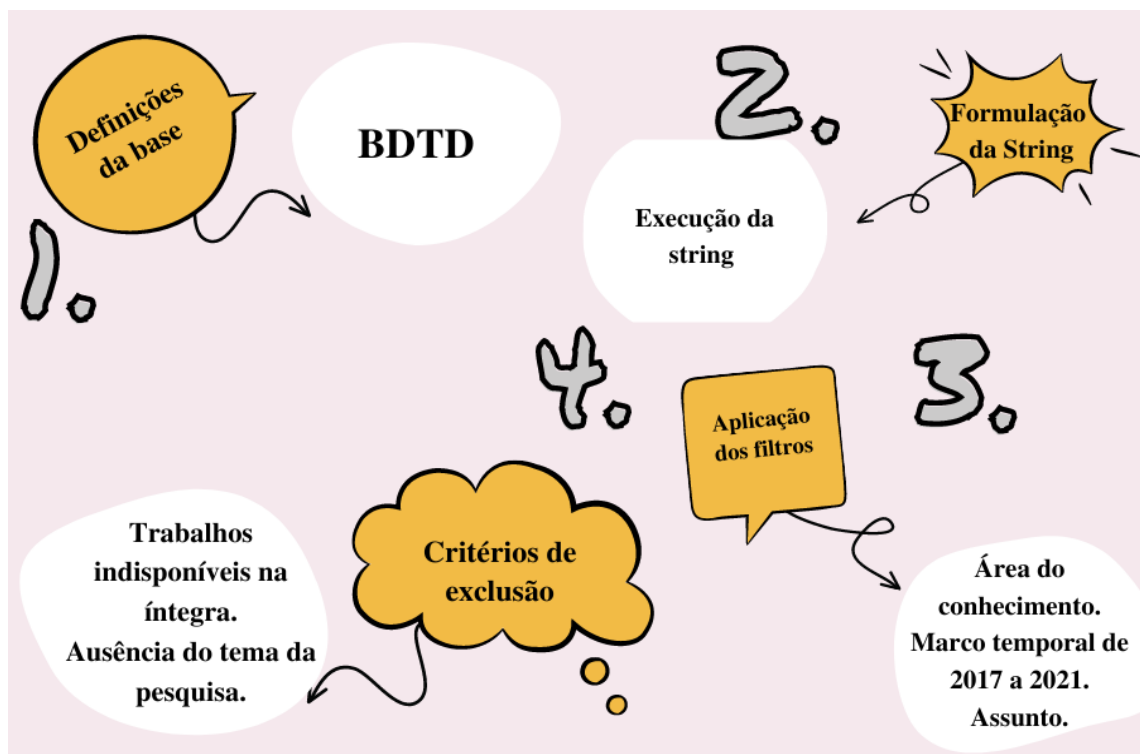 1.
Definições
da base
BDTD
2.
Formulação
da String
Execução da
string
3.
Aplicação
dos filtros
Área do
conhecimento.
Marco temporal de
2017 a 2021.
Assunto.
4.
Critérios de
exclusão
Trabalhos
indisponíveis na
íntegra.
Ausência do tema da
pesquisa.